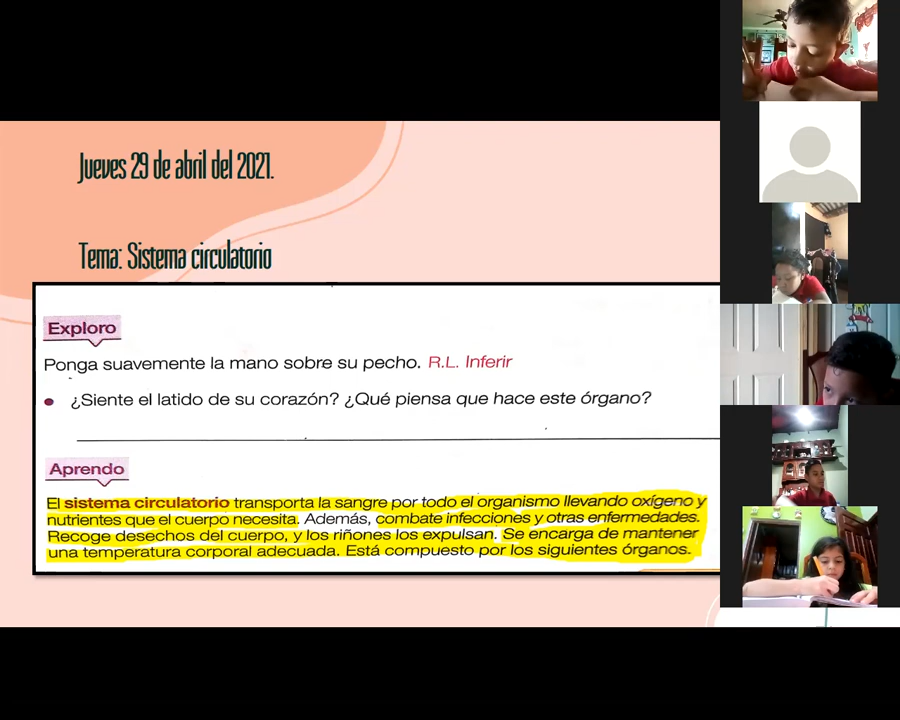 Jueves 29 de abril del 2021.
Tema: Sistema circulatorio
Exploro
Ponga suavemente la mano sobre su pecho. R.L. Inferir
¿Siente el latido de su corazón? ¿Qué piensa que hace este órgano?
Aprendo
El sistema circulatorio transporta la sangre por todo el organismo llevando oxígeno y
nutrientes que el cuerpo necesita. Además, combate infecciones y otras enfermedades.
Recoge desechos del cuerpo, y los riñones los expulsan. Se encarga de mantener
una temperatura corporal adecuada. Está compuesto por los siguientes órganos.